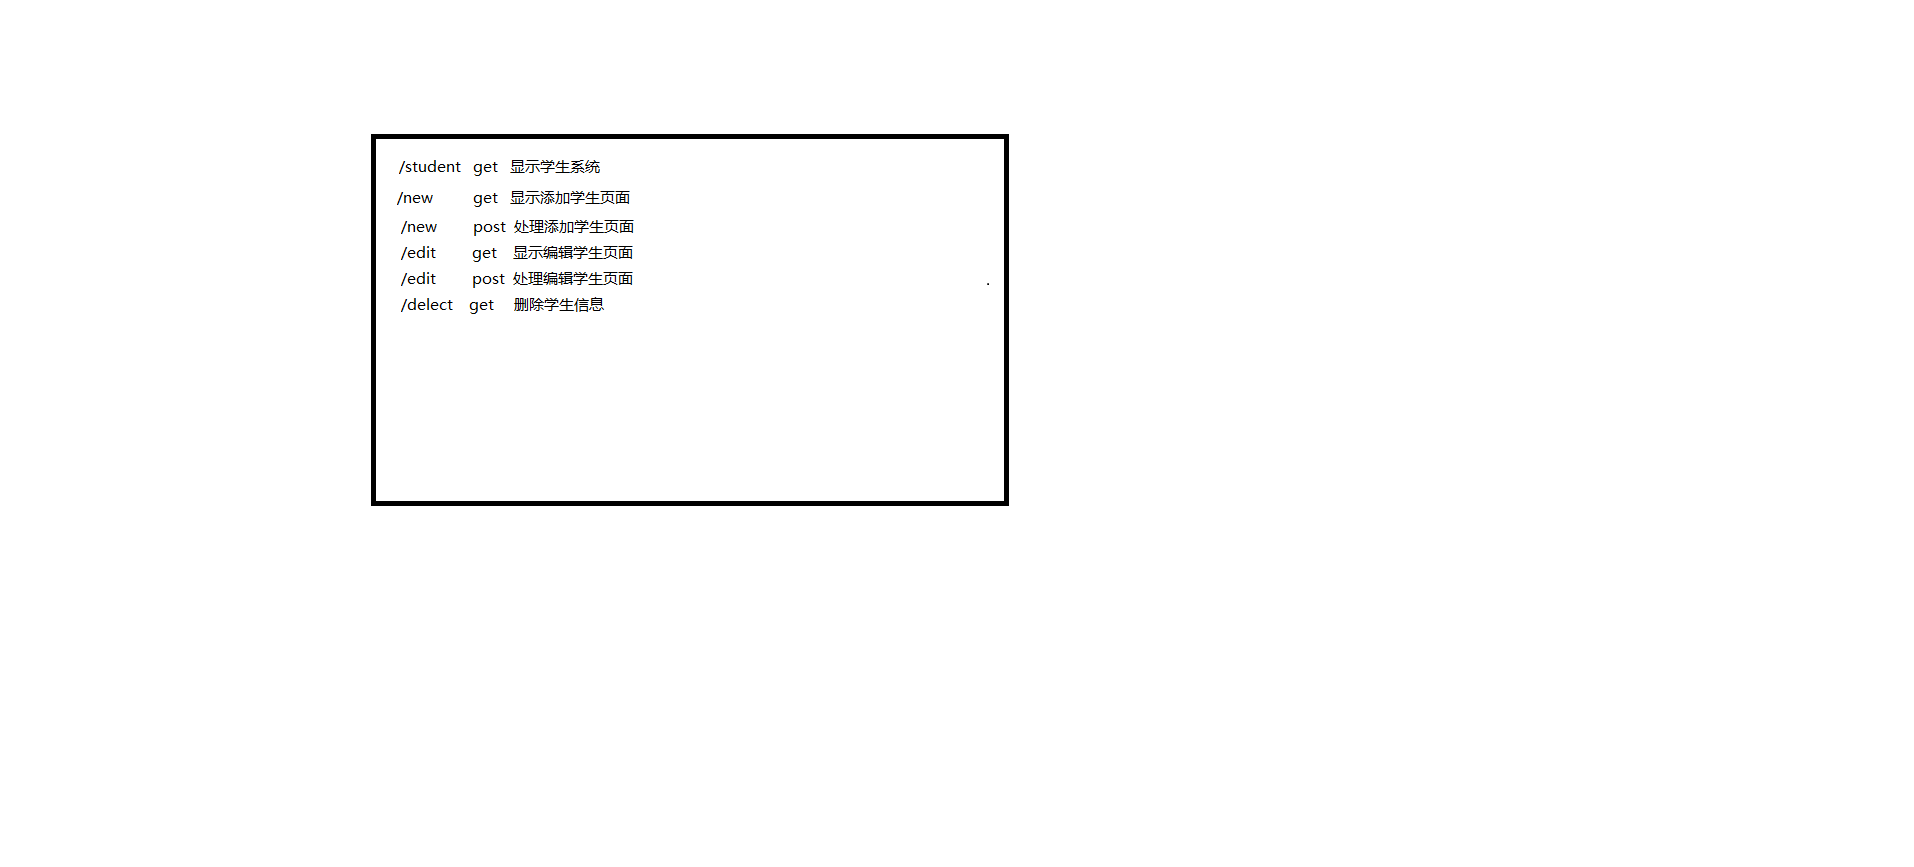 /student get 显示学生系统
/new get 显示添加学生页面
/new post 处理添加学生页面
/edit get 显示编辑学生页面
/edit post 处理编辑学生页面
/delect get 删除学生信息
.